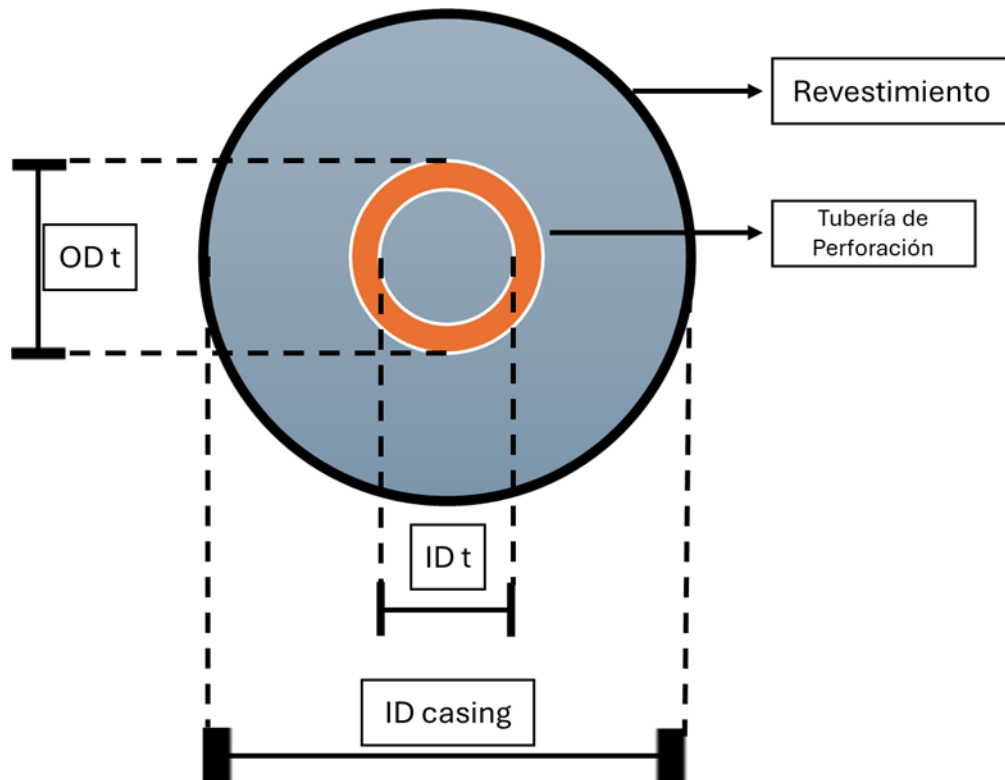 Revestimiento
Tubería de
Perforación
OD t
ID t
ID casing